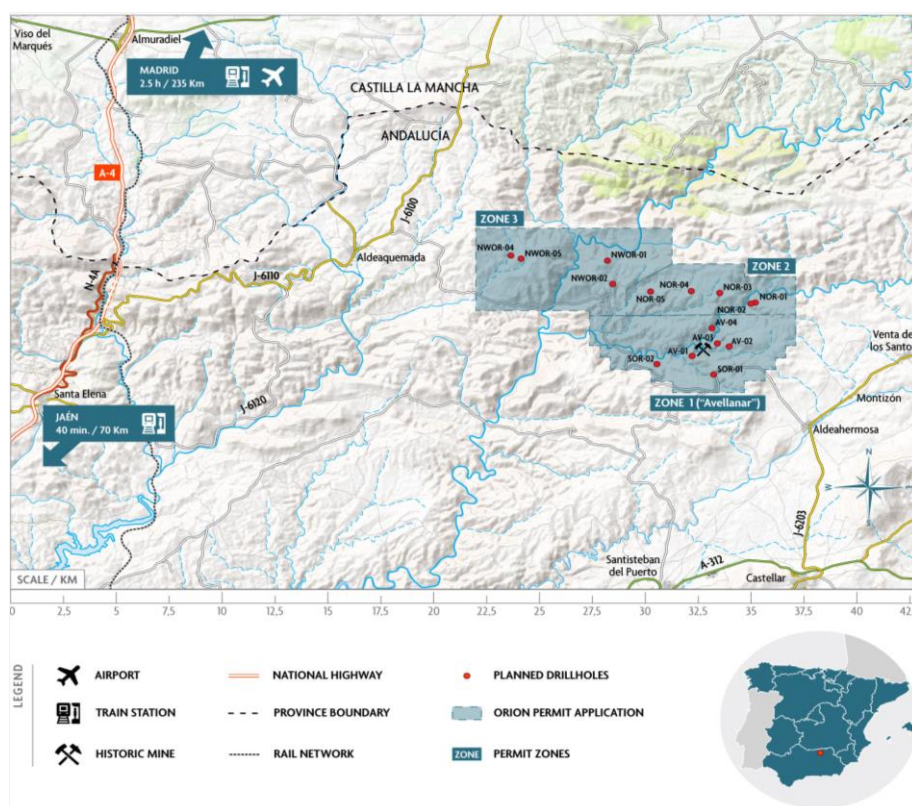 Viso del
Marqués
Almuradiel
MADRID
2.5 h / 235 Km
CASTILLA LA MANCHA
ANDALUCÍA
A-4
ZONE 3
J-6100
NWOR-04
NWOR-05
NWOR-01
Aldeaquemada
ZONE 2
N-4A
J-6110
NWOR-02
NOR-04
NOR-03
NOR-05
NOR-01
NOR-02
AV-04
AV-03
AV-02
Venta de
los Santo
SOR-02
AV-01
SOR-01
Santa Elena
J-6120
ZONE 1 ("Avellanar")
Montizón
JAÉN
40 min. / 70 Km
Aldeahermosa
N
W
E
S
J-6203
Santisteban
del Puerto
A-312
Castellar
SCALE / KM
0 2,5 5 7,5 10 12,5 15 17,5 20 22,5 25 27,5 30 32,5 35 37,5 40 42,5
LEGEND
AIRPORT
NATIONAL HIGHWAY
PLANNED DRILLHOLES
TRAIN STATION
PROVINCE BOUNDARY
ORION PERMIT APPLICATION
HISTORIC MINE
RAIL NETWORK
ZONE
PERMIT ZONES